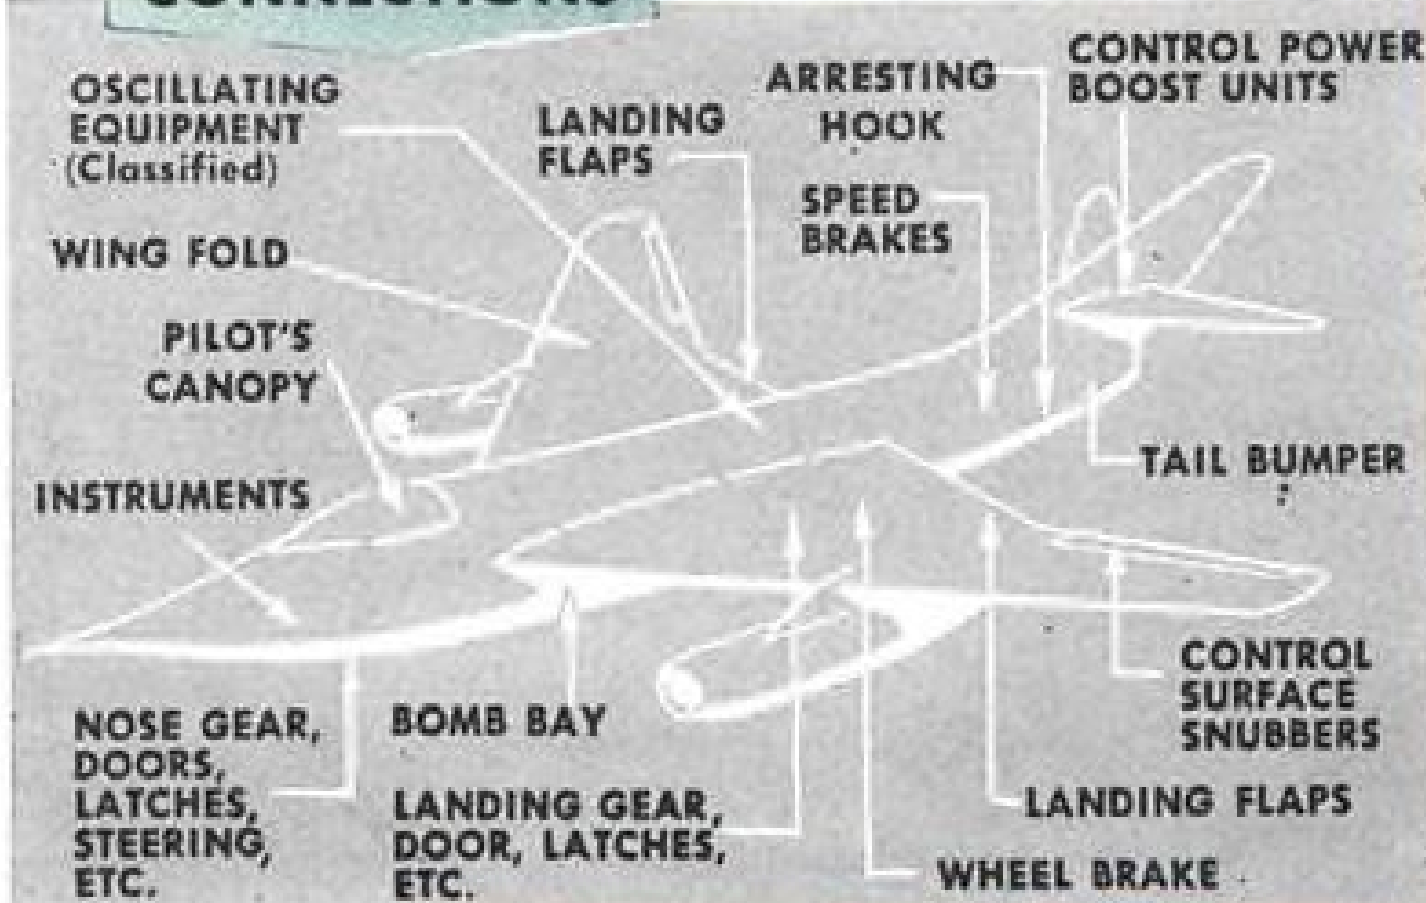 CONNECTIONS
OSCILLATING
EQUIPMENT
(Classified)
LANDING
FLAPS
ARRESTING
HOOK
CONTROL POWER
BOOST UNITS
SPEED
BRAKES
WING FOLD
PILOT'S
CANOPY
INSTRUMENTS
TAIL BUMPER
NOSE GEAR,
DOORS,
LATCHES,
STEERING,
ETC.
BOMB BAY
LANDING GEAR,
DOOR, LATCHES,
ETC.
CONTROL
SURFACE
SNUBBERS
LANDING FLAPS
WHEEL BRAKE